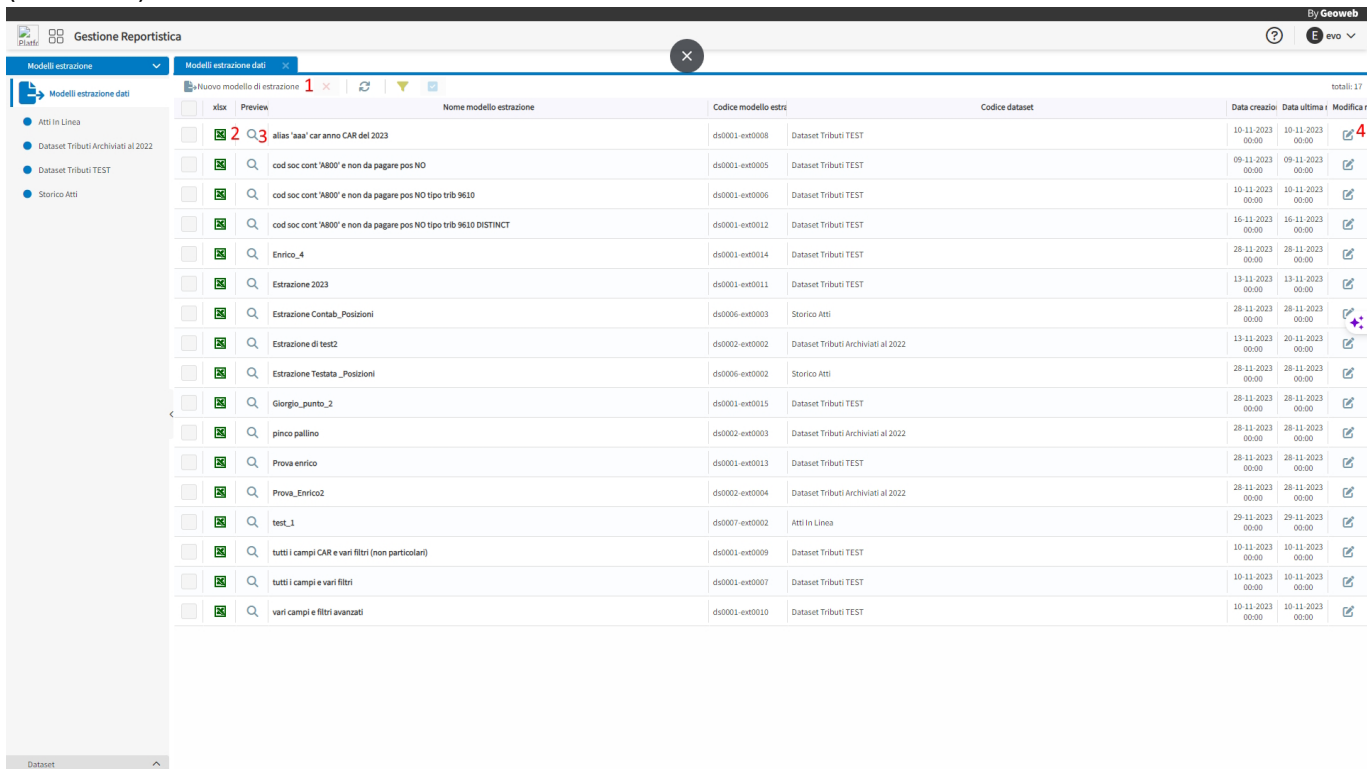 By Geoweb
Platfo
Gestione Reportistica
? E evo
Modelli estrazione
Modelli estrazione dati
Modelli estrazione dati
Atti In Linea
Dataset Tributi Archiviati al 2022
Dataset Tributi TEST
Storico Atti
Nuovo modello di estrazione 1
totali: 17
xlsx Preview Nome modello estrazione Codice modello estra Codice dataset Data creazio Data ultima Modifica
2 3 alias 'aaa' car anno CAR del 2023 ds0001-ext0008 Dataset Tributi TEST 10-11-2023 00:00 10-11-2023 00:00 4
cod soc cont 'A800' e non da pagare pos NO ds0001-ext0005 Dataset Tributi TEST 09-11-2023 00:00 09-11-2023 00:00
cod soc cont 'A800' e non da pagare pos NO tipo trib 9610 ds0001-ext0006 Dataset Tributi TEST 10-11-2023 00:00 10-11-2023 00:00
cod soc cont 'A800' e non da pagare pos NO tipo trib 9610 DISTINCT ds0001-ext0012 Dataset Tributi TEST 16-11-2023 00:00 16-11-2023 00:00
Enrico_4 ds0001-ext0014 Dataset Tributi TEST 28-11-2023 00:00 28-11-2023 00:00
Estrazione 2023 ds0001-ext0011 Dataset Tributi TEST 13-11-2023 00:00 13-11-2023 00:00
Estrazione Contab_Posizioni ds0006-ext0003 Storico Atti 28-11-2023 00:00 28-11-2023 00:00
Estrazione di test2 ds0002-ext0002 Dataset Tributi Archiviati al 2022 13-11-2023 00:00 20-11-2023 00:00
Estrazione Testata _Posizioni ds0006-ext0002 Storico Atti 28-11-2023 00:00 28-11-2023 00:00
Giorgio_punto_2 ds0001-ext0015 Dataset Tributi TEST 28-11-2023 00:00 28-11-2023 00:00
pinco pallino ds0002-ext0003 Dataset Tributi Archiviati al 2022 28-11-2023 00:00 28-11-2023 00:00
Prova enrico ds0001-ext0013 Dataset Tributi TEST 28-11-2023 00:00 28-11-2023 00:00
Prova_Enrico2 ds0002-ext0004 Dataset Tributi Archiviati al 2022 28-11-2023 00:00 28-11-2023 00:00
test_1 ds0007-ext0002 Atti In Linea 29-11-2023 00:00 29-11-2023 00:00
tutti i campi CAR e vari filtri (non particolari) ds0001-ext0009 Dataset Tributi TEST 10-11-2023 00:00 10-11-2023 00:00
tutti i campi e vari filtri ds0001-ext0007 Dataset Tributi TEST 10-11-2023 00:00 10-11-2023 00:00
vari campi e filtri avanzati ds0001-ext0010 Dataset Tributi TEST 10-11-2023 00:00 10-11-2023 00:00
Dataset